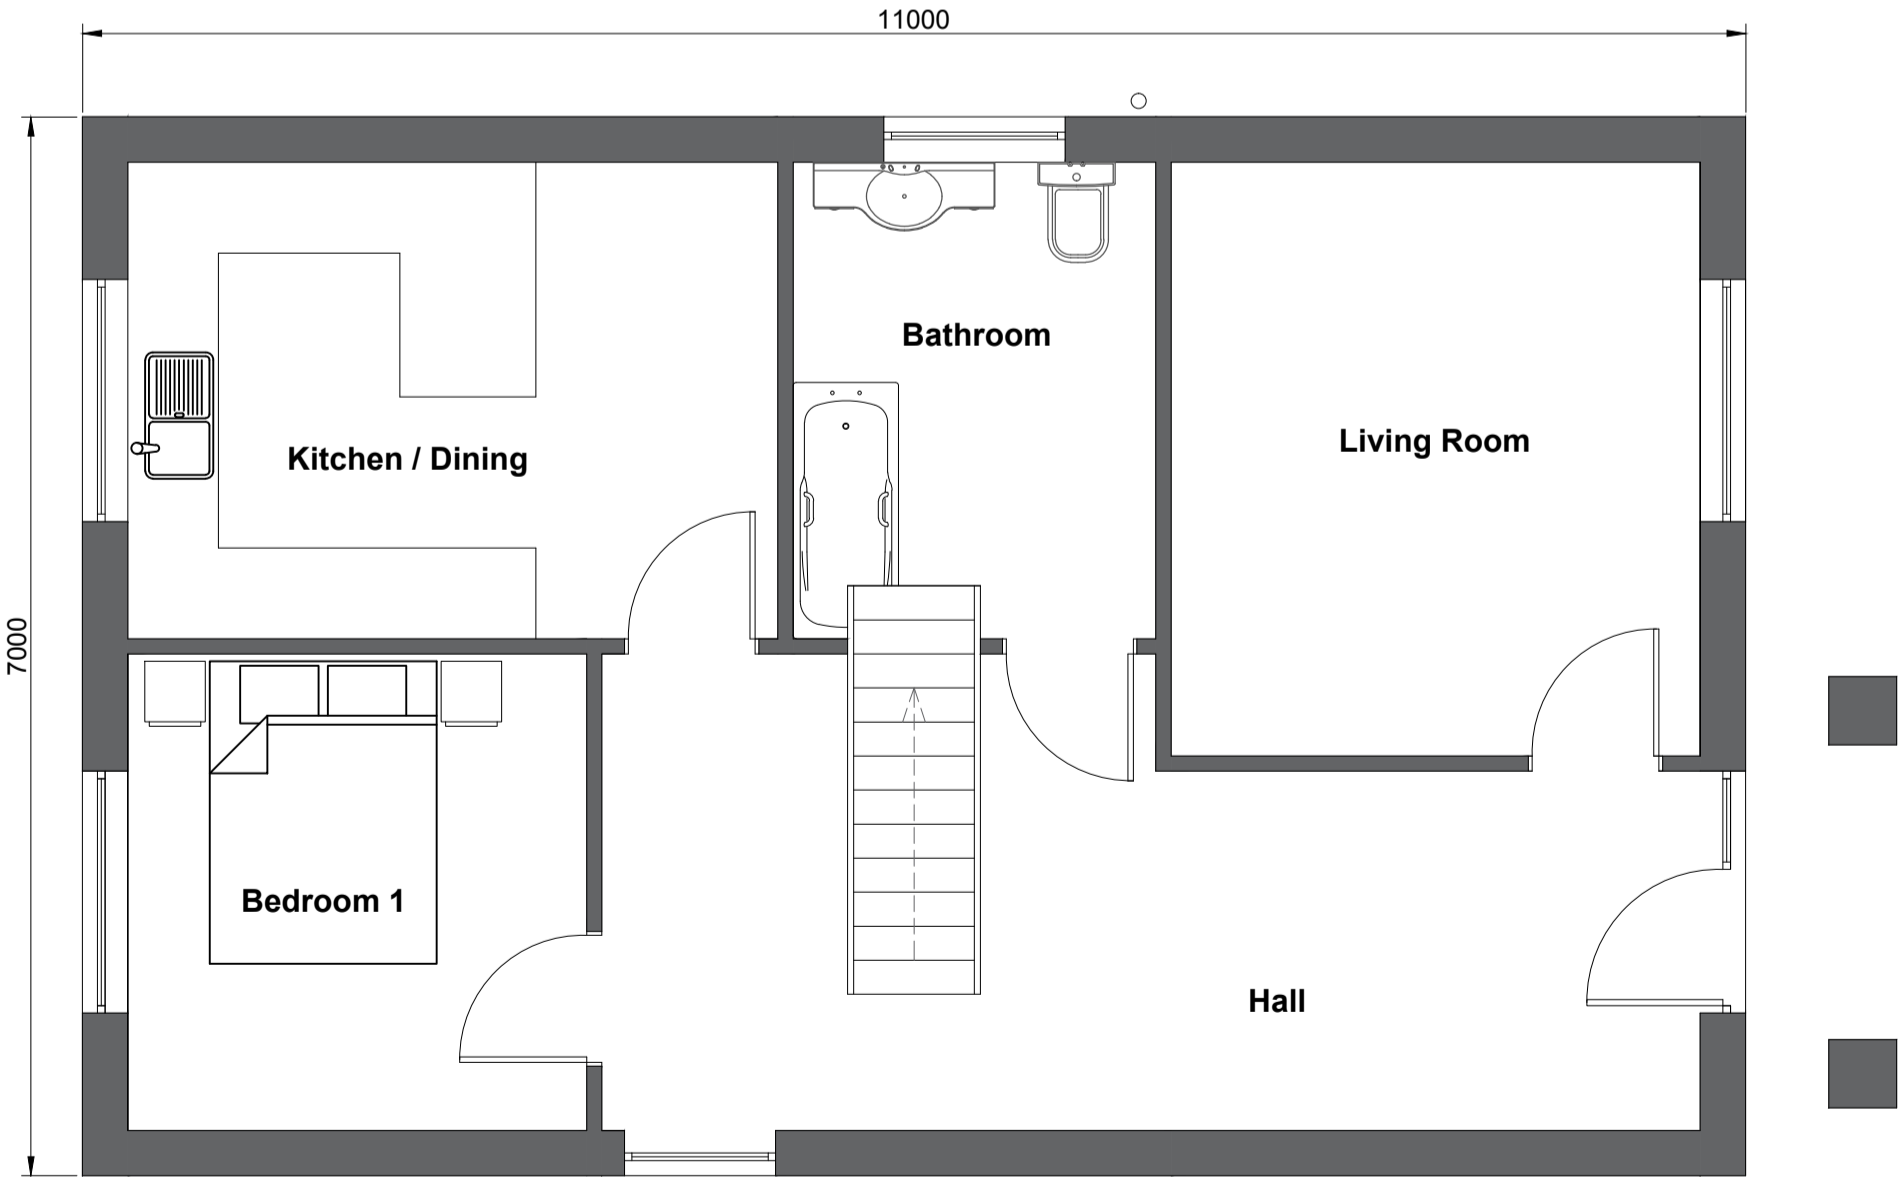 11000
Bathroom
Living Room
Kitchen / Dining
7000
Bedroom 1
Hall